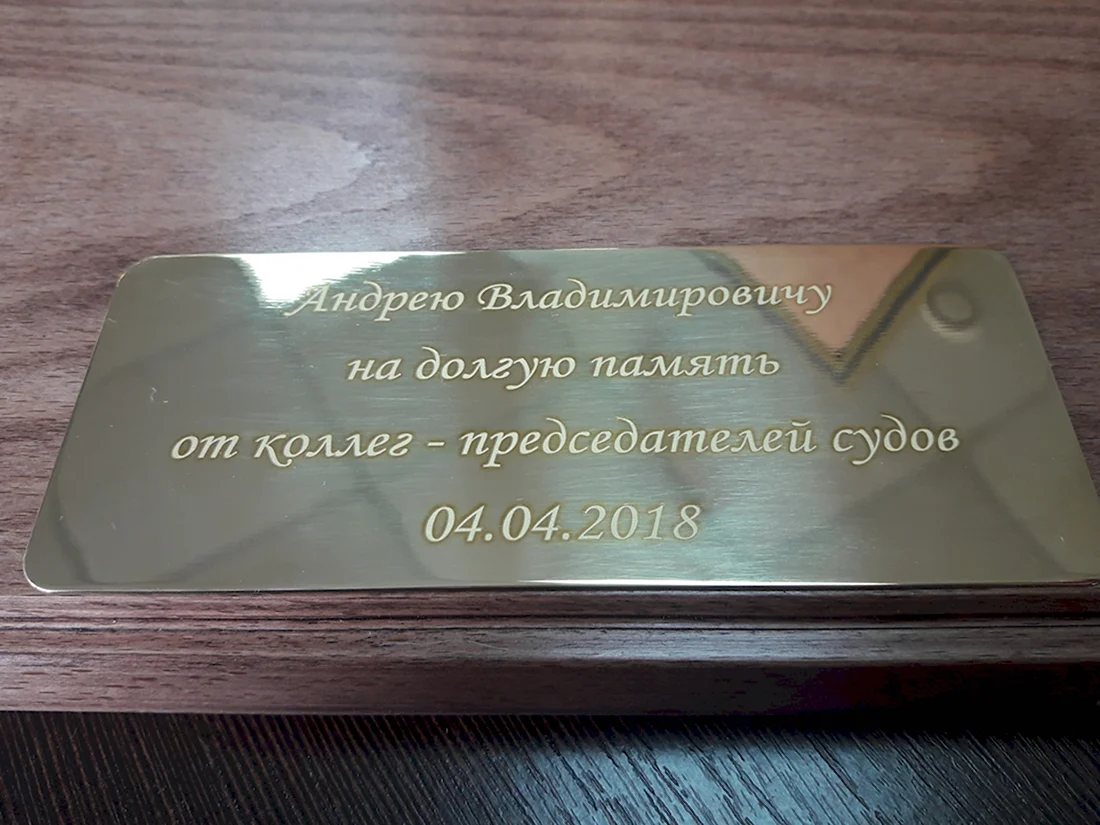 Андрею Владимировичу
на долгую память
от коллег - председателей судов
04.04.2018